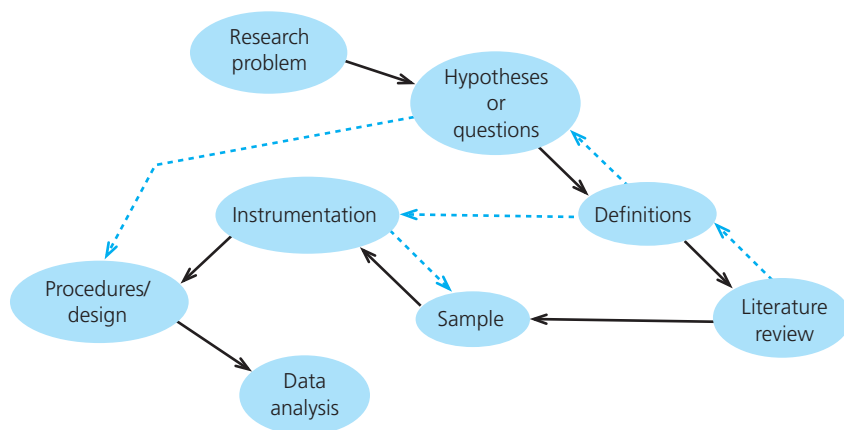 Research
problem
Hypotheses
or
questions
Instrumentation
Definitions
Procedures/
design
Sample
Literature
review
Data
analysis